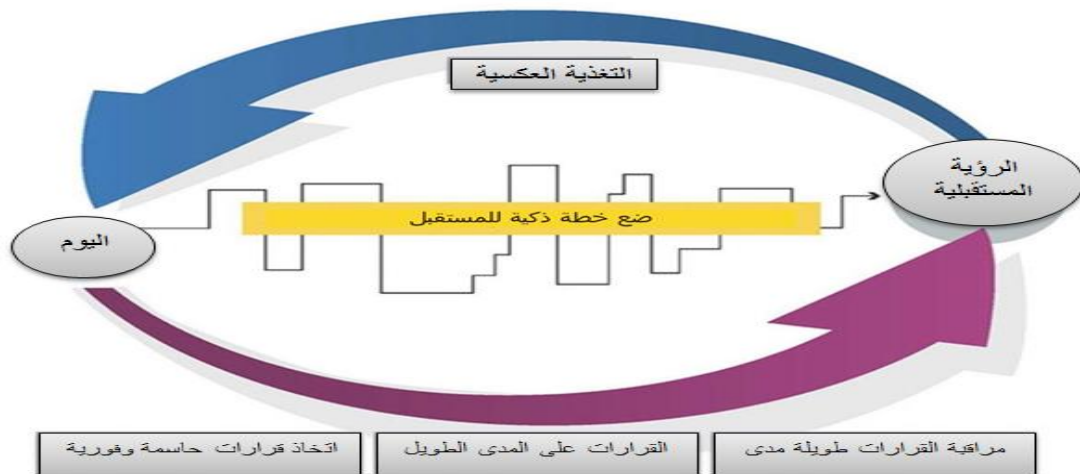 التغذية العكسية
الرؤية
المستقبلية
ضع خطة ذكية للمستقبل
اليوم
مراقبة القرارات طويلة مدى
القرارات على المدى الطويل
اتخاذ قرارات حاسمة وفورية